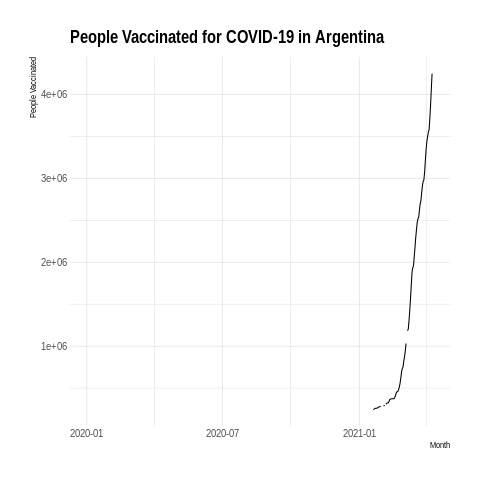 People Vaccinated for COVID-19 in Argentina
People Vaccinated
4e+06
3e+06
2e+06
1e+06
2020-01
2020-07
2021-01
Month